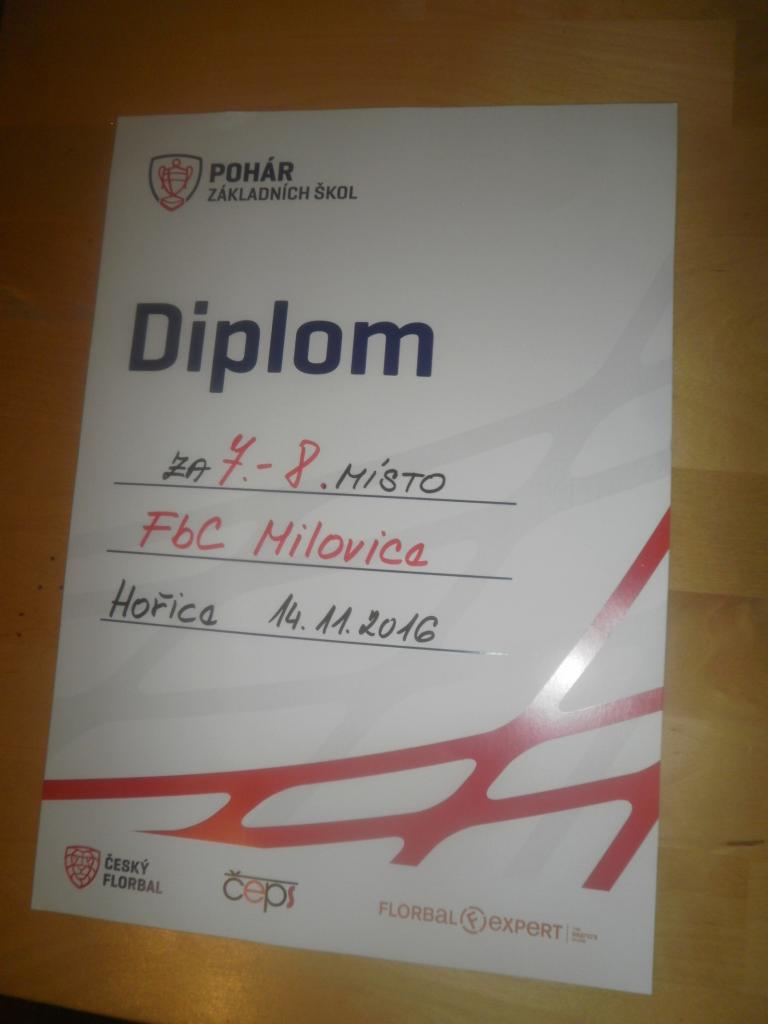 POHÁR
ZÁKLADNÍCH ŠKOL
Diplom
ZA 7.-8. MÍSTO
FbC Milovice
Hořice 14.11.2016
ČESKÝ
FLORBAL
čeps
FLORBAL EXPERT